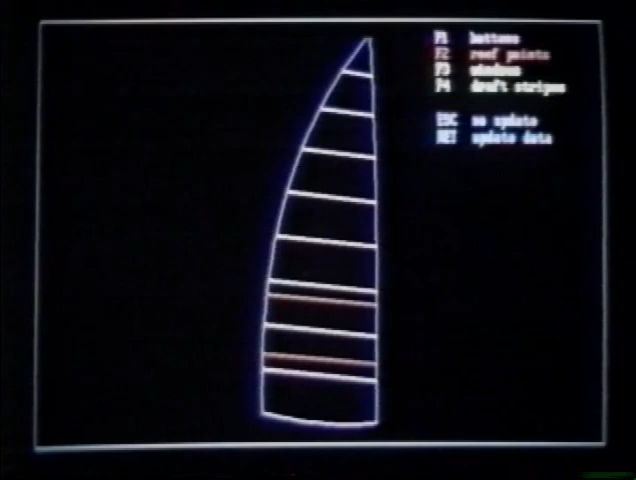 F1 battens
F2 reef points
F3 windows
F4 draft stripes
ESC no update
RET update data